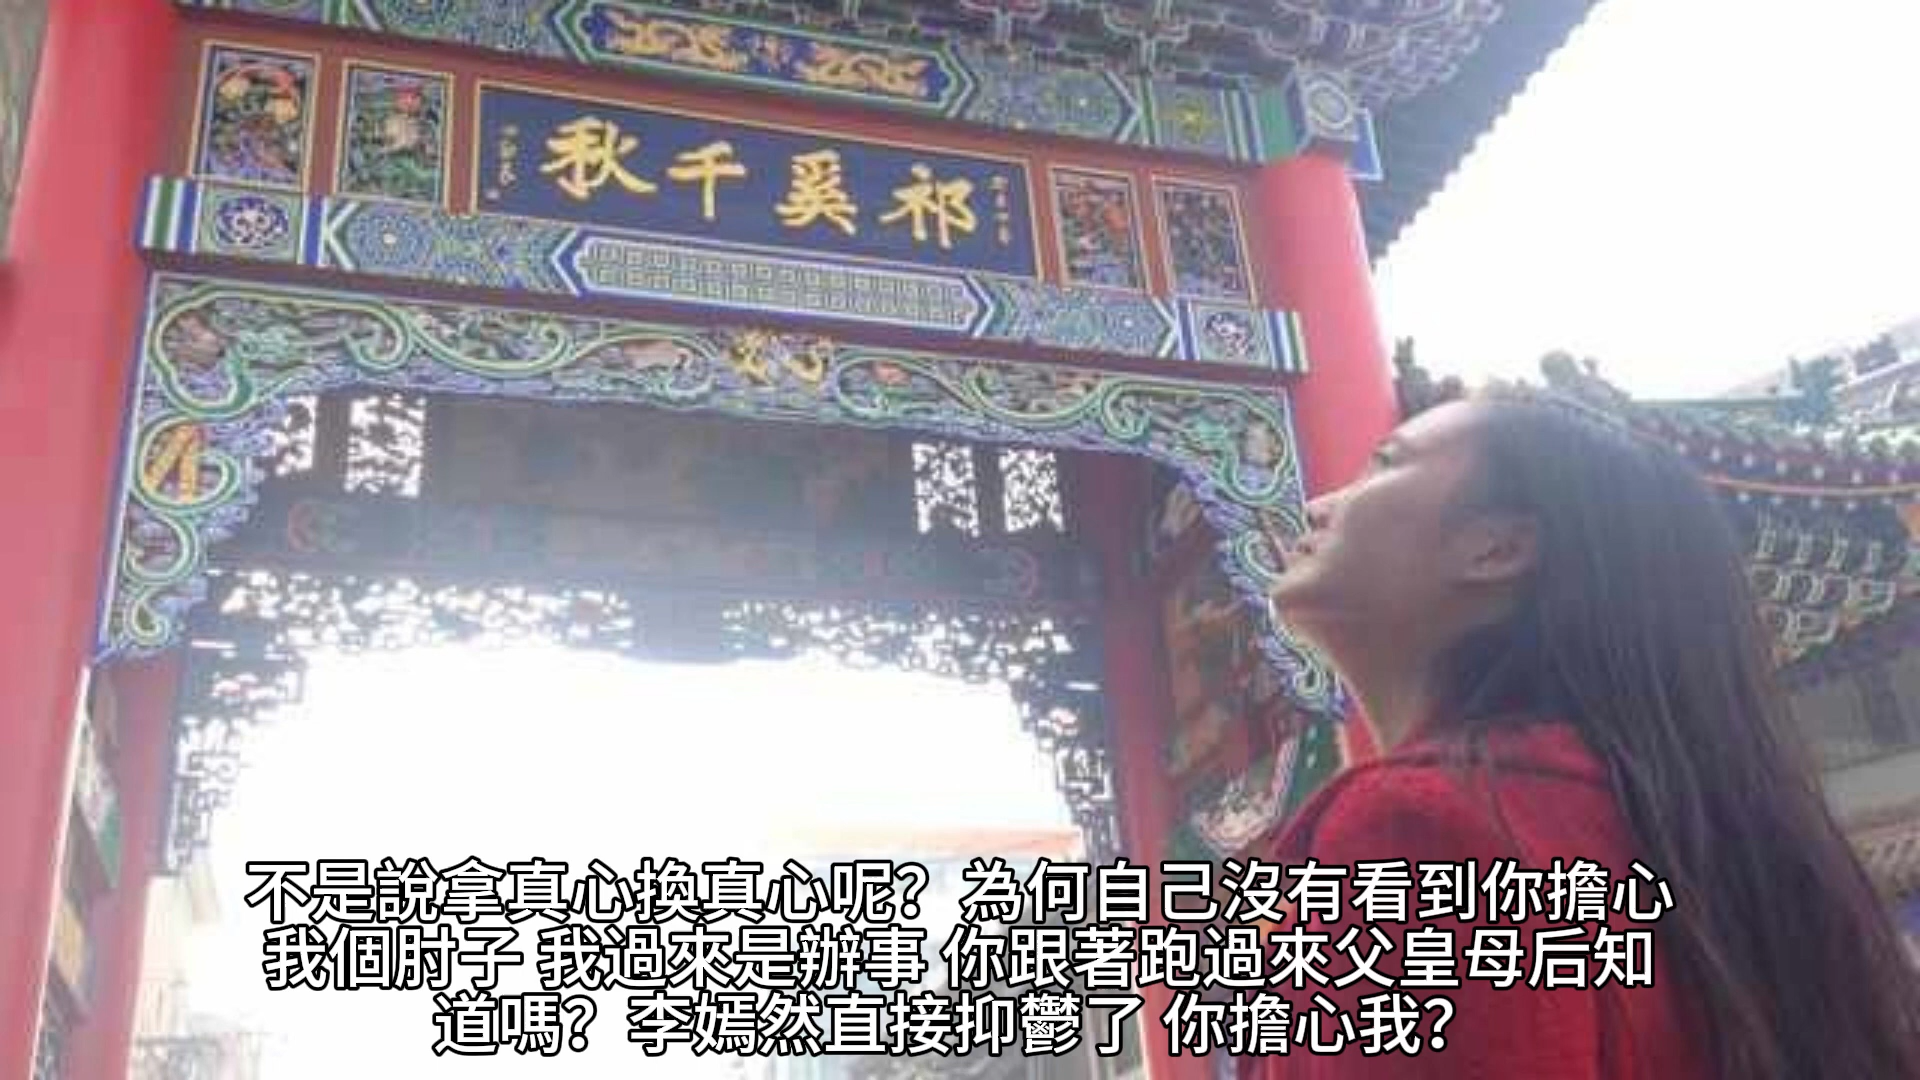 祁奚千秋
不是說拿真心換真心呢？為何自己沒有看到你擔心
我個肘子 我過來是辦事 你跟著跑過來父皇母后知
道嗎？李嫣然直接抑鬱了 你擔心我？